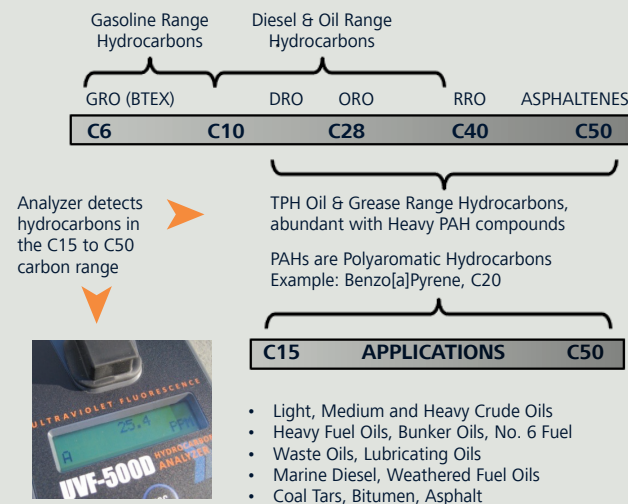 Gasoline Range
Hydrocarbons
Diesel & Oil Range
Hydrocarbons
GRO (BTEX) DRO ORO RRO ASPHALTENES
C6 C10 C28 C40 C50
Analyzer detects
hydrocarbons in
the C15 to C50
carbon range
TPH Oil & Grease Range Hydrocarbons,
abundant with Heavy PAH compounds
PAHs are Polyaromatic Hydrocarbons
Example: Benzo[a]Pyrene, C20
C15 APPLICATIONS C50
ULTRAVIOLET FLUORESCENCE
25.4 PPM
A
UVF-500D HYDROCARBON
ANALYZER
• Light, Medium and Heavy Crude Oils
• Heavy Fuel Oils, Bunker Oils, No. 6 Fuel
• Waste Oils, Lubricating Oils
• Marine Diesel, Weathered Fuel Oils
• Coal Tars, Bitumen, Asphalt